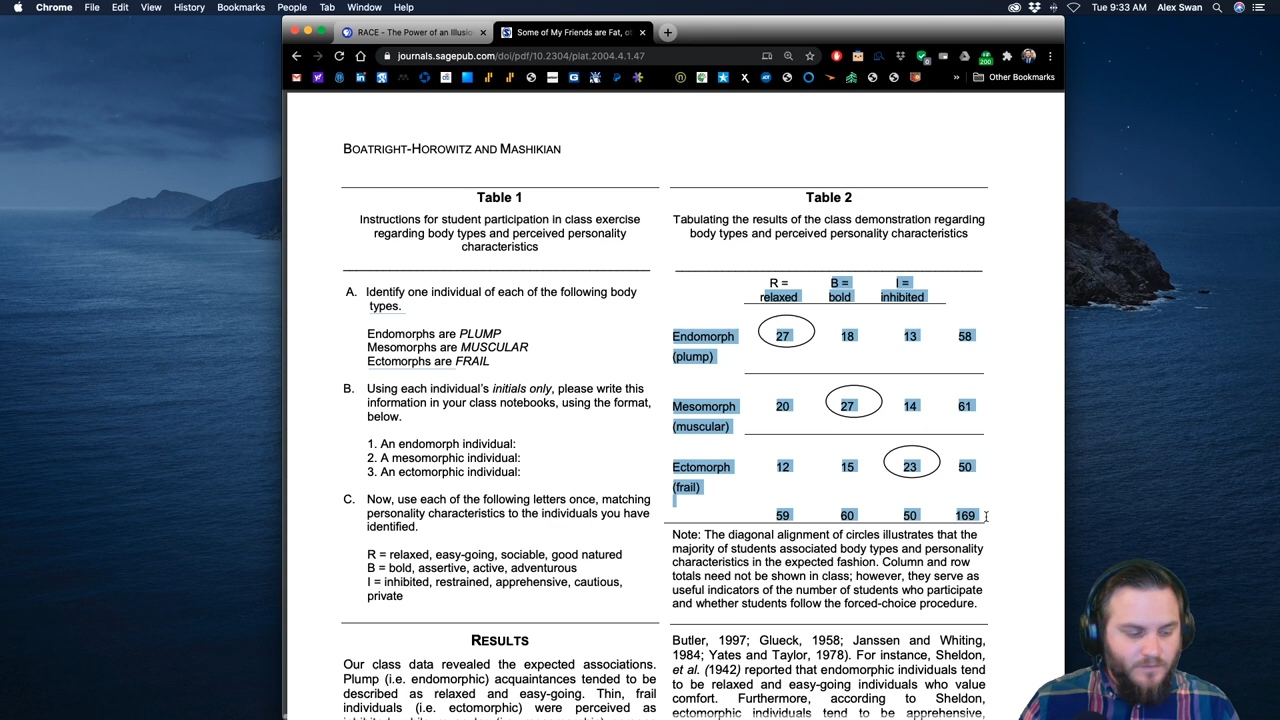 Chrome File Edit View History Bookmarks People Tab Window Help
Tue 9:33 AM Alex Swan
RACE - The Power of an Illusio
Some of My Friends are Fat, ot
journals.sagepub.com/doi/pdf/10.2304/plat.2004.4.1.47
Other Bookmarks
BOATRIGHT-HOROWITZ AND MASHIKIAN
Table 1
Instructions for student participation in class exercise
regarding body types and perceived personality
characteristics
A. Identify one individual of each of the following body
types.
Endomorphs are PLUMP
Mesomorphs are MUSCULAR
Ectomorphs are FRAIL
B. Using each individual's initials only, please write this
information in your class notebooks, using the format,
below.
1. An endomorph individual:
2. A mesomorphic individual:
3. An ectomorphic individual:
C. Now, use each of the following letters once, matching
personality characteristics to the individuals you have
identified.
R = relaxed, easy-going, sociable, good natured
B = bold, assertive, active, adventurous
I = inhibited, restrained, apprehensive, cautious,
private
RESULTS
Our class data revealed the expected associations.
Plump (i.e. endomorphic) acquaintances tended to be
described as relaxed and easy-going. Thin, frail
individuals (i.e. ectomorphic) were perceived as
Table 2
Tabulating the results of the class demonstration regarding
body types and perceived personality characteristics
R = B = I =
relaxed bold inhibited
Endomorph 27 18 13 58
(plump)
Mesomorph 20 27 14 61
(muscular)
Ectomorph 12 15 23 50
(frail)
59 60 50 169
Note: The diagonal alignment of circles illustrates that the
majority of students associated body types and personality
characteristics in the expected fashion. Column and row
totals need not be shown in class; however, they serve as
useful indicators of the number of students who participate
and whether students follow the forced-choice procedure.
Butler, 1997; Glueck, 1958; Janssen and Whiting,
1984; Yates and Taylor, 1978). For instance, Sheldon,
et al. (1942) reported that endomorphic individuals tend
to be relaxed and easy-going individuals who value
comfort. Furthermore, according to Sheldon,
ectomorphic individuals tend to be apprehensive,